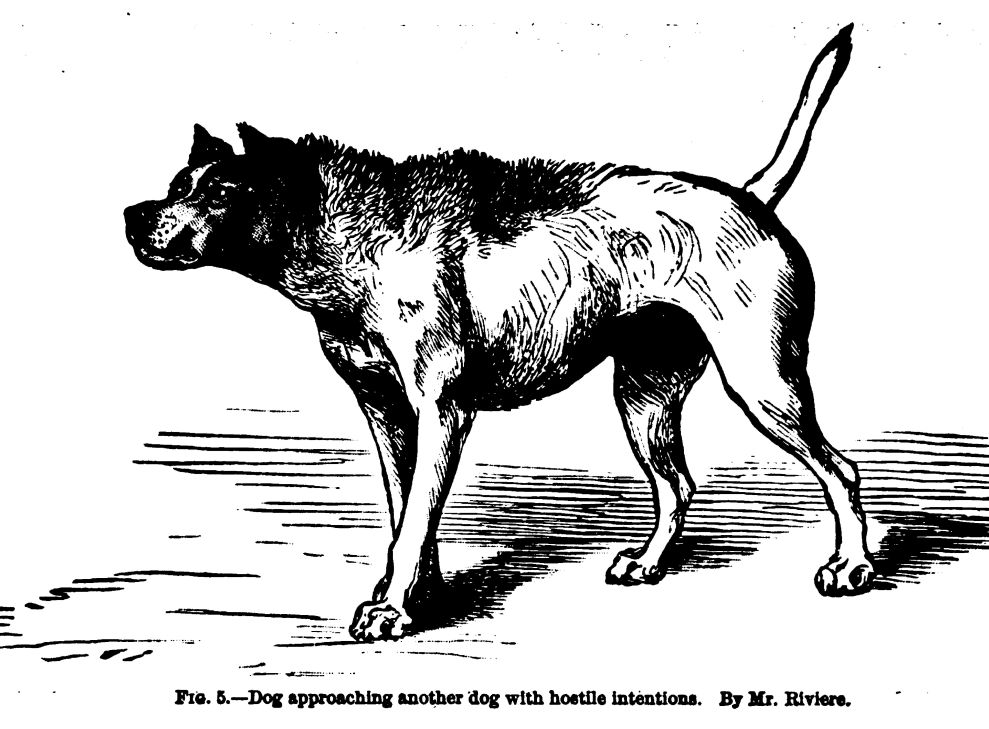 Fig. 5.—Dog approaching another dog with hostile intentions. By Mr. Riviere.